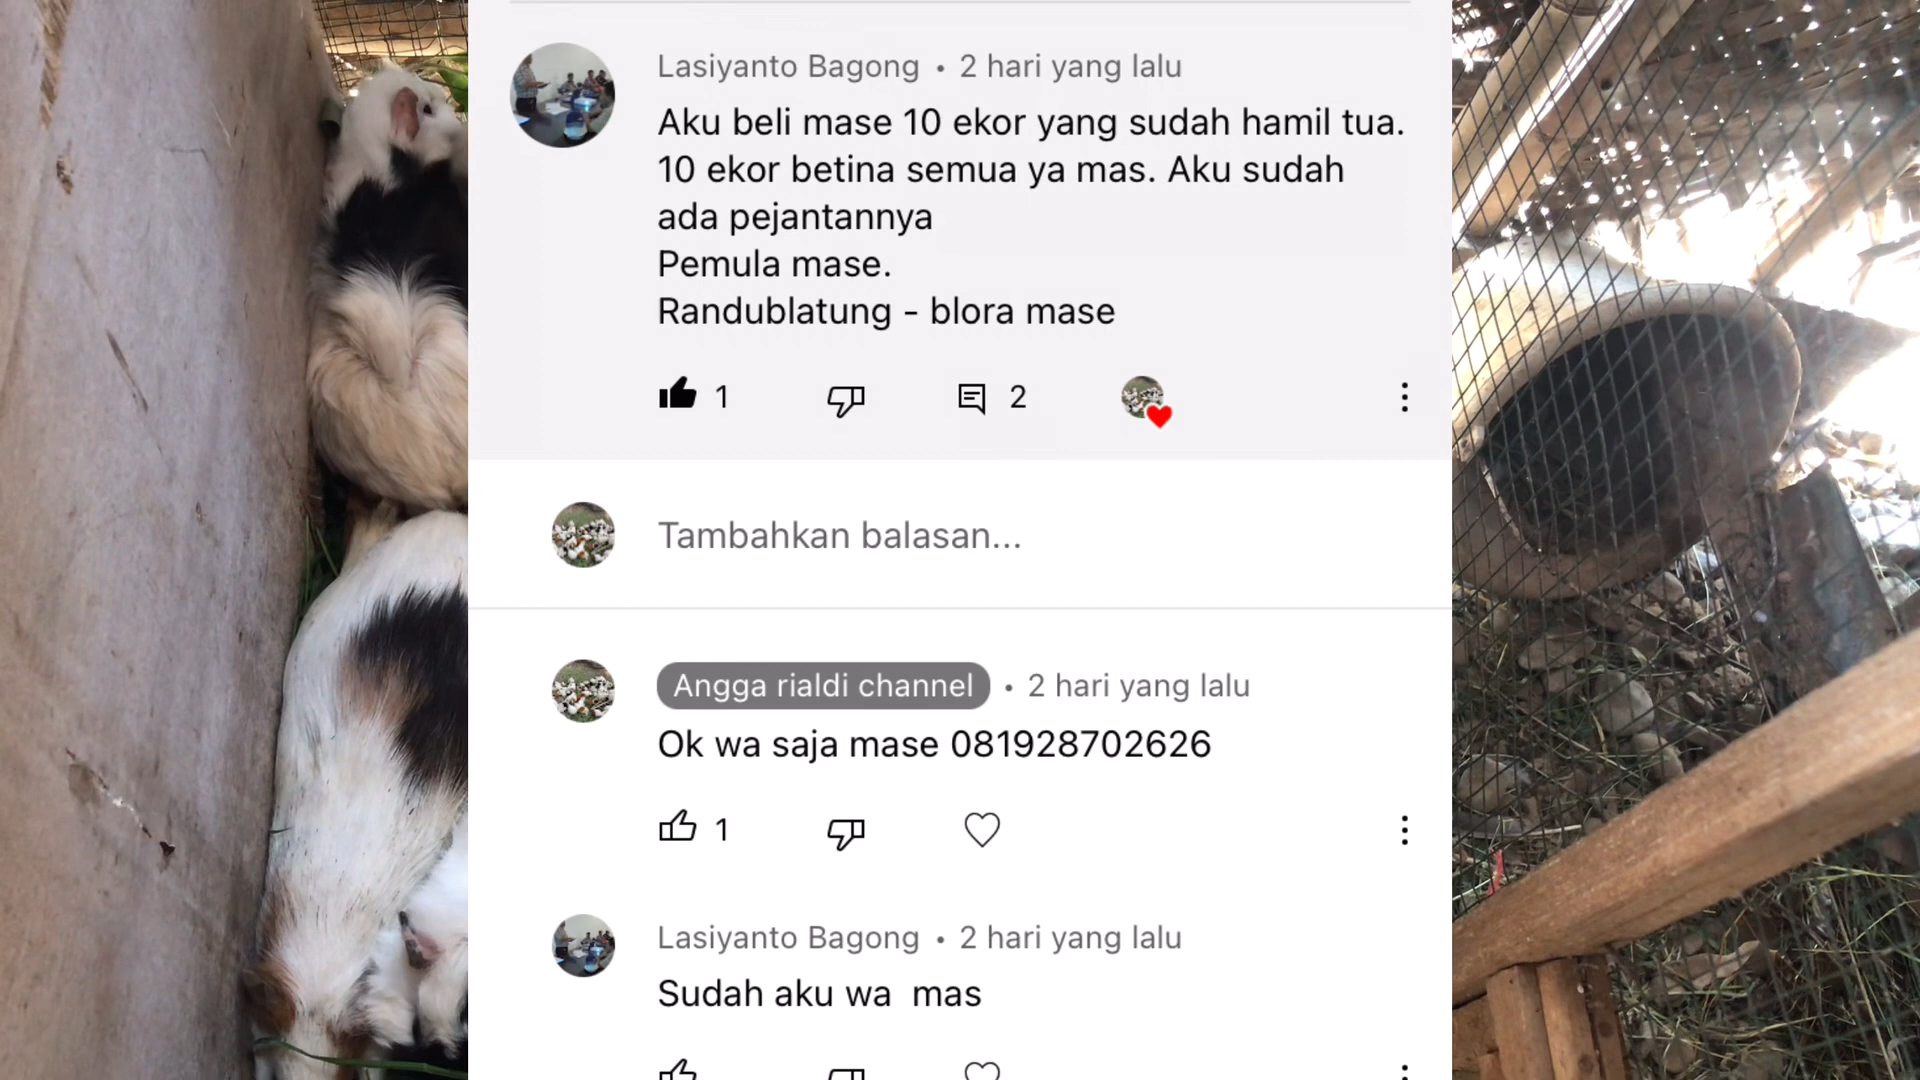 Lasiyanto Bagong • 2 hari yang lalu
Aku beli mase 10 ekor yang sudah hamil tua.
10 ekor betina semua ya mas. Aku sudah
ada pejantannya
Pemula mase.
Randublatung - blora mase
1
2
Tambahkan balasan...
Angga rialdi channel • 2 hari yang lalu
Ok wa saja mase 081928702626
1
Lasiyanto Bagong • 2 hari yang lalu
Sudah aku wa  mas